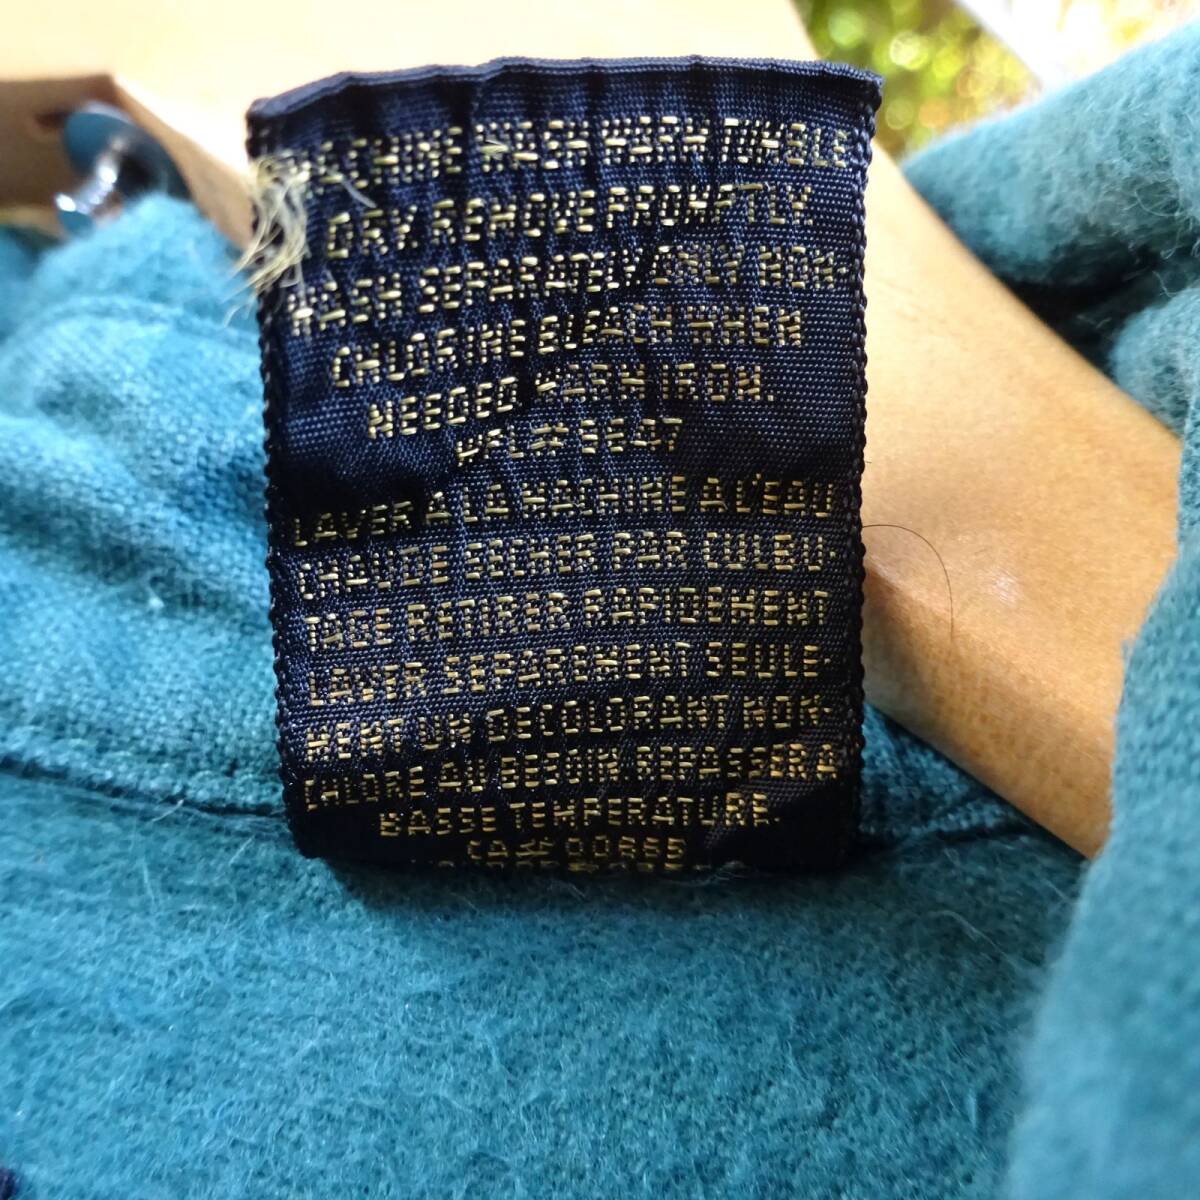 MACHINE WASH WARM TUMBLE
DRY. REMOVE PROMPTLY.
WASH SEPARATELY. ONLY NON-
CHLORINE BLEACH WHEN
NEEDED. WARM IRON.
WPL# 5847
LAVER A LA MACHINE A L'EAU
CHAUDE SECHER PAR CULBU-
TAGE RETIRER RAPIDEMENT
LAVER SEPAREMENT SEULE-
MENT UN DECOLORANT NON-
CHLORE AU BESOIN. REPASSER A
BASSE TEMPERATURE.